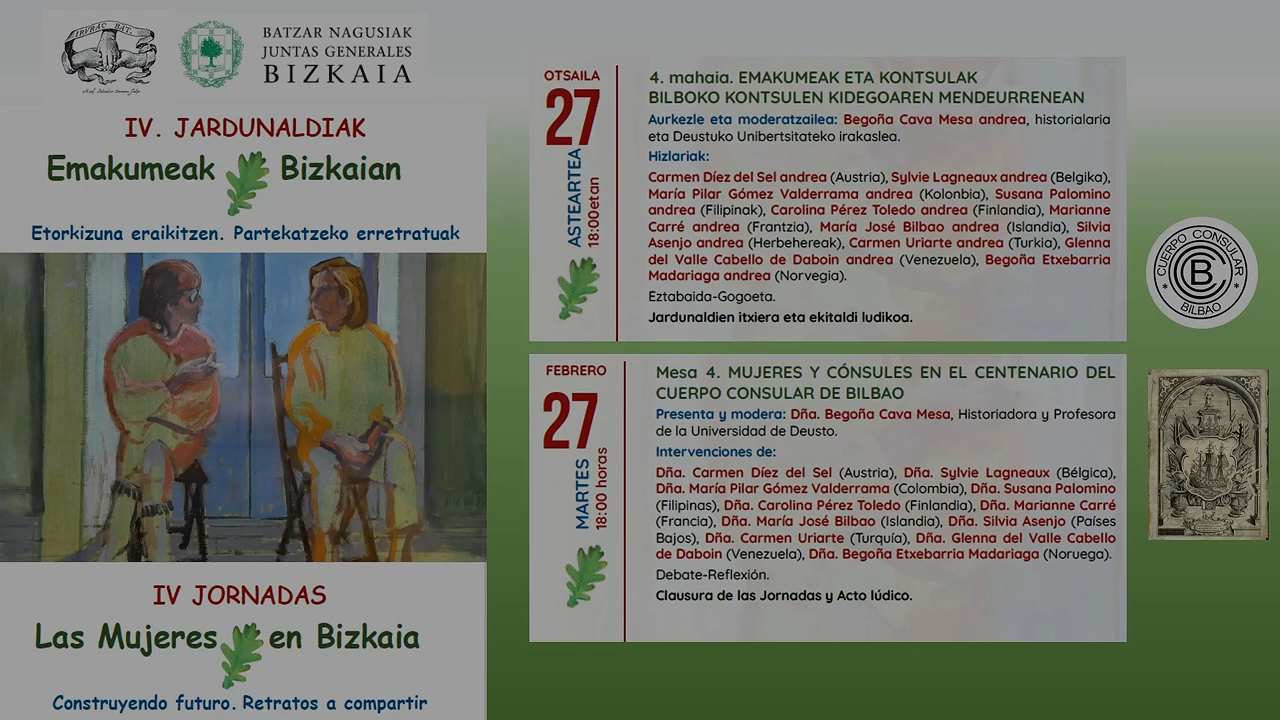 IRVRAC BAT.
BATZAR NAGUSIAK
JUNTAS GENERALES
BIZKAIA
IV. JARDUNALDIAK
Emakumeak Bizkaian
Etorkizuna eraikitzen. Partekatzeko erretratuak
IV JORNADAS
Las Mujeres en Bizkaia
Construyendo futuro. Retratos a compartir
OTSAILA
27
ASTEARTEA
18:00etan
4. mahaia. EMAKUMEAK ETA KONTSULAK
BILBOKO KONTSULEN KIDEGOAREN MENDEURRENEAN
Aurkezle eta moderatzailea: Begoña Cava Mesa andrea, historialaria
eta Deustuko Unibertsitateko irakaslea.
Hizlariak:
Carmen Díez del Sel andrea (Austria), Sylvie Lagneaux andrea (Belgika),
María Pilar Gómez Valderrama andrea (Kolonbia), Susana Palomino
andrea (Filipinak), Carolina Pérez Toledo andrea (Finlandia), Marianne
Carré andrea (Frantzia), María José Bilbao andrea (Islandia), Silvia
Asenjo andrea (Herbehereak), Carmen Uriarte andrea (Turkia), Glenna
del Valle Cabello de Daboin andrea (Venezuela), Begoña Etxebarria
Madariaga andrea (Norvegia).
Eztabaida-Gogoeta.
Jardunaldien itxiera eta ekitaldi ludikoa.
FEBRERO
27
MARTES
18:00 horas
Mesa 4. MUJERES Y CÓNSULES EN EL CENTENARIO DEL
CUERPO CONSULAR DE BILBAO
Presenta y modera: Dña. Begoña Cava Mesa, Historiadora y Profesora
de la Universidad de Deusto.
Intervenciones de:
Dña. Carmen Díez del Sel (Austria), Dña. Sylvie Lagneaux (Bélgica),
Dña. María Pilar Gómez Valderrama (Colombia), Dña. Susana Palomino
(Filipinas), Dña. Carolina Pérez Toledo (Finlandia), Dña. Marianne Carré
(Francia), Dña. María José Bilbao (Islandia), Dña. Silvia Asenjo (Países
Bajos), Dña. Carmen Uriarte (Turquía), Dña. Glenna del Valle Cabello
de Daboin (Venezuela), Dña. Begoña Etxebarria Madariaga (Noruega).
Debate-Reflexión.
Clausura de las Jornadas y Acto lúdico.
* CUERPO CONSULAR *
CCB
BILBAO